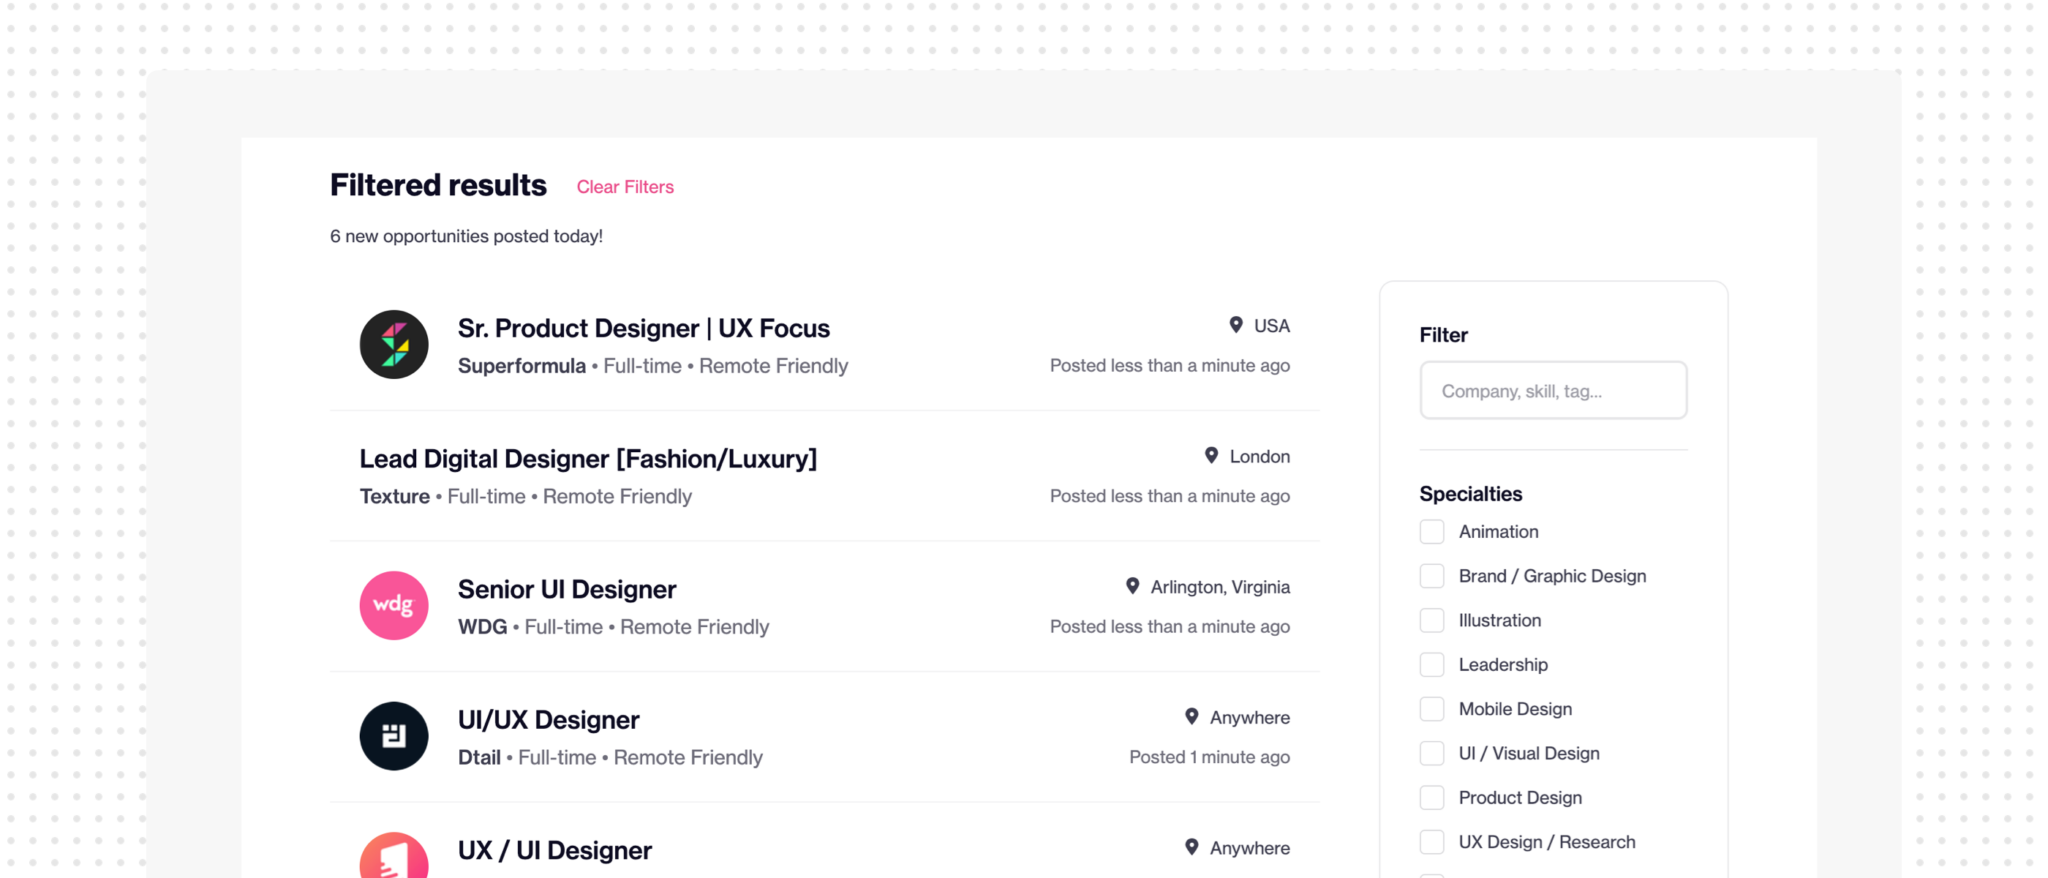 Filtered results Clear Filters
6 new opportunities posted today!
Sr. Product Designer | UX Focus
USA
Superformula • Full-time • Remote Friendly
Posted less than a minute ago
Lead Digital Designer [Fashion/Luxury]
London
Texture • Full-time • Remote Friendly
Posted less than a minute ago
wdg
Senior UI Designer
Arlington, Virginia
WDG • Full-time • Remote Friendly
Posted less than a minute ago
UI/UX Designer
Anywhere
Dtail • Full-time • Remote Friendly
Posted 1 minute ago
UX / UI Designer
Anywhere
Filter
Company, skill, tag...
Specialties
Animation
Brand / Graphic Design
Illustration
Leadership
Mobile Design
UI / Visual Design
Product Design
UX Design / Research